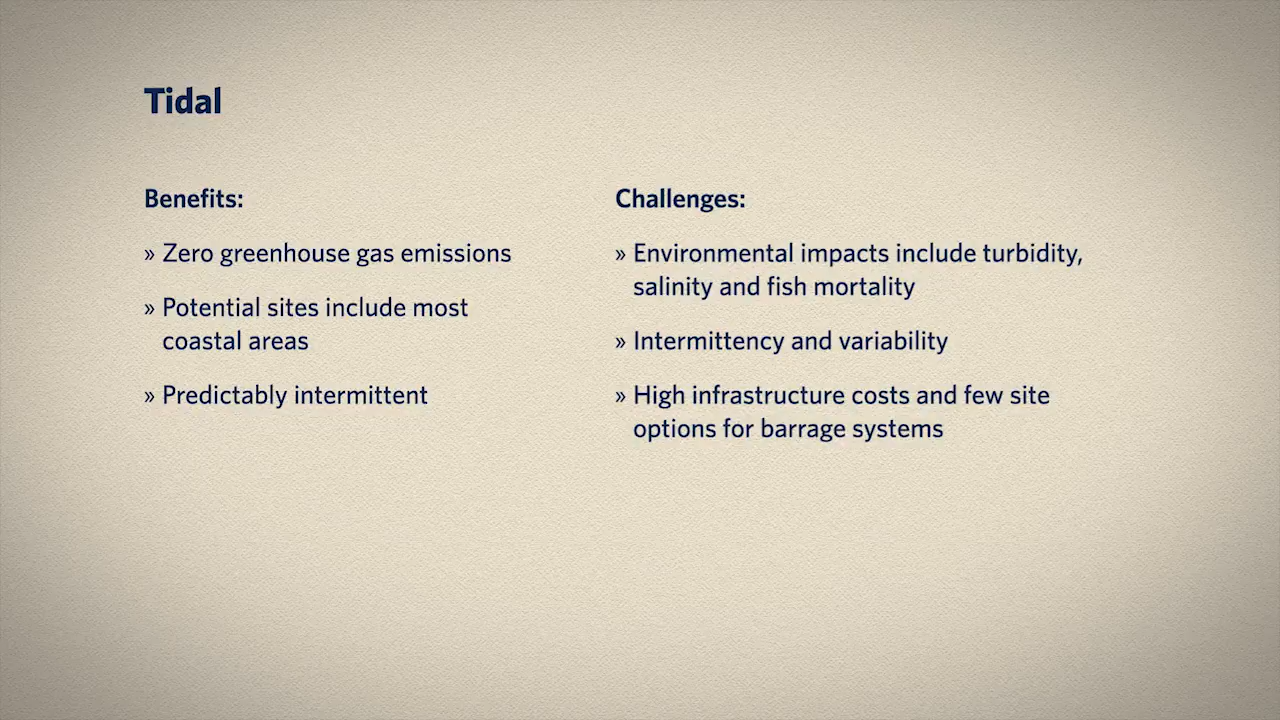 Tidal
Benefits:
» Zero greenhouse gas emissions
» Potential sites include most
coastal areas
» Predictably intermittent
Challenges:
» Environmental impacts include turbidity,
salinity and fish mortality
» Intermittency and variability
» High infrastructure costs and few site
options for barrage systems